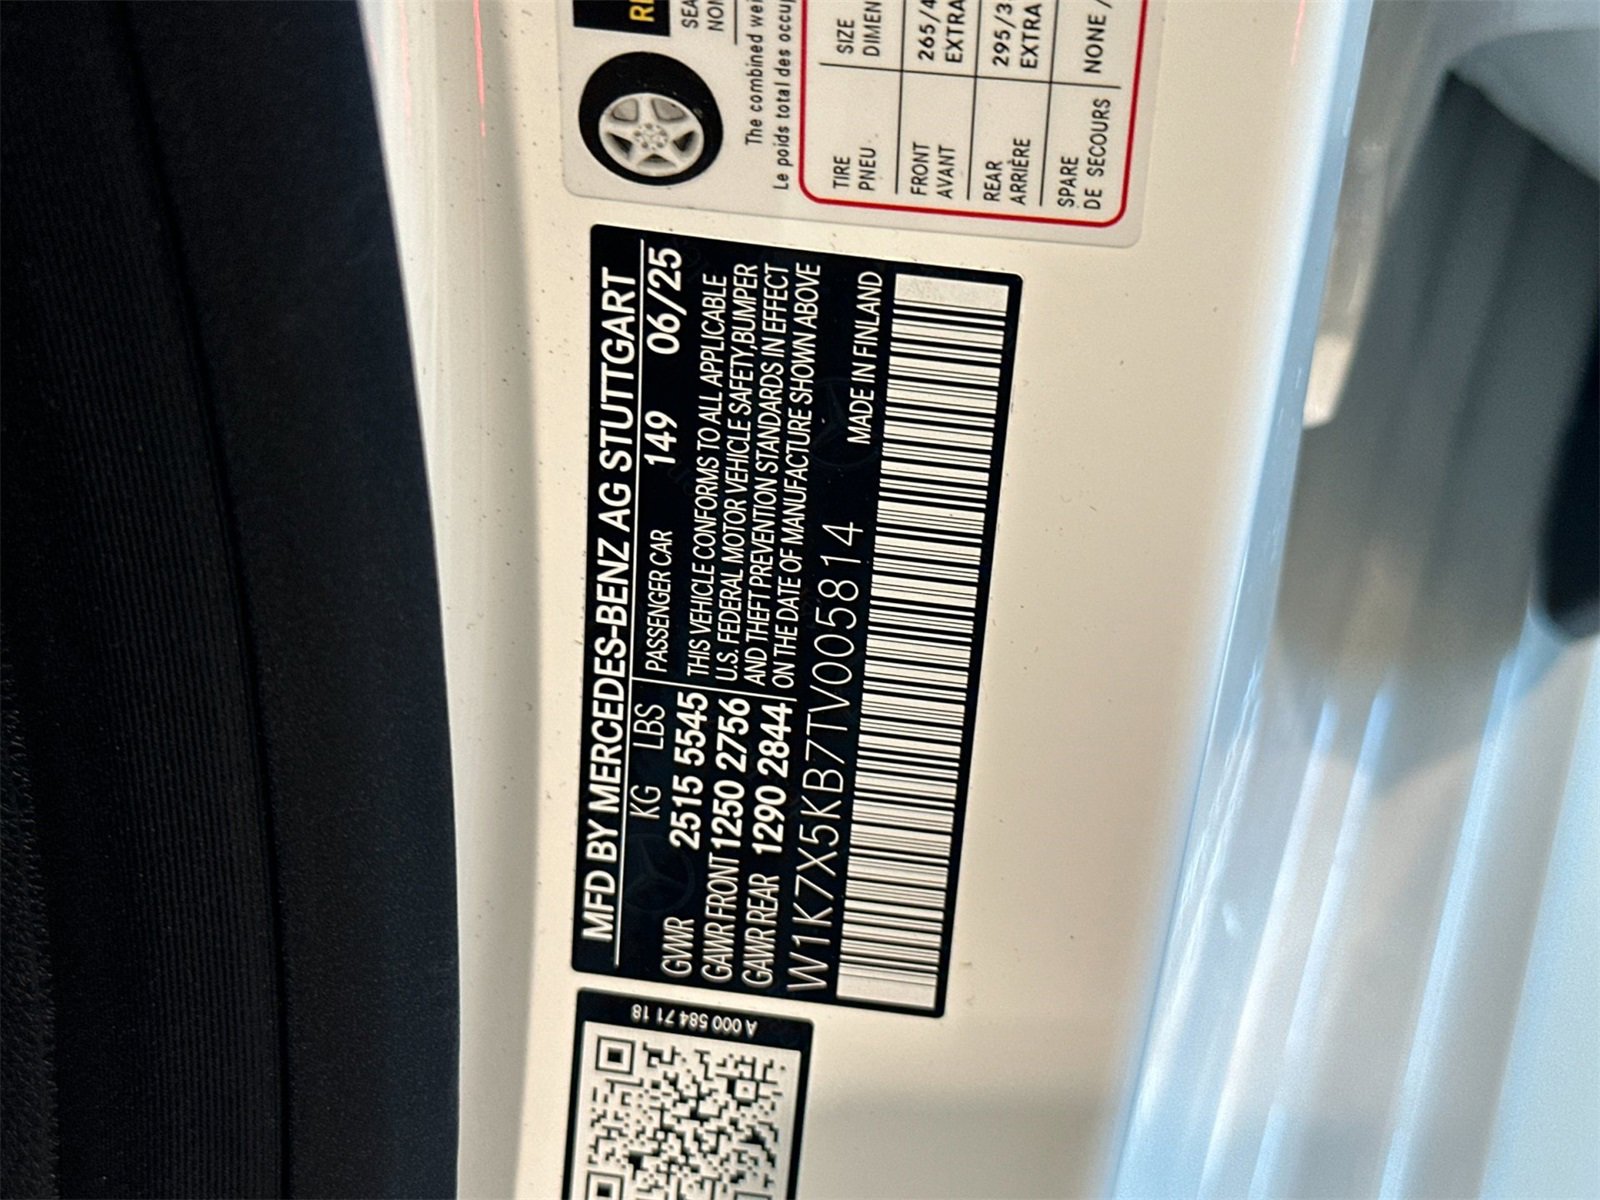 MFD BY MERCEDES-BENZ AG STUTTGART
KG LBS PASSENGER CAR 149 06/25
GVWR 2515 5545
GAWR FRONT 1250 2756
GAWR REAR 1290 2844
THIS VEHICLE CONFORMS TO ALL APPLICABLE
U.S. FEDERAL MOTOR VEHICLE SAFETY,BUMPER
AND THEFT PREVENTION STANDARDS IN EFFECT
ON THE DATE OF MANUFACTURE SHOWN ABOVE
W1K7X5KB7TV005814 MADE IN FINLAND
A 000 584 71 18
The combined
Le poids total des
TIRE SIZE
PNEU
FRONT 265/4
AVANT EXTRA
REAR 295/3
ARRIÈRE EXTRA
SPARE NONE /
DE SECOURS